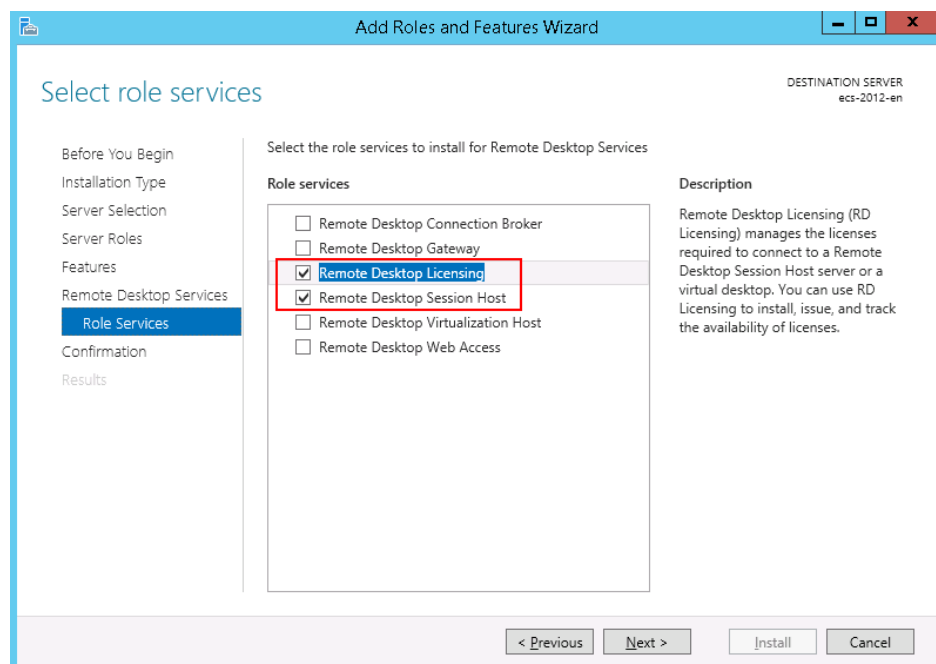 Add Roles and Features Wizard
Select role services
DESTINATION SERVER
ecs-2012-en
Before You Begin
Installation Type
Server Selection
Server Roles
Features
Remote Desktop Services
Role Services
Confirmation
Results
Select the role services to install for Remote Desktop Services
Role services
Remote Desktop Connection Broker
Remote Desktop Gateway
Remote Desktop Licensing
Remote Desktop Session Host
Remote Desktop Virtualization Host
Remote Desktop Web Access
Description
Remote Desktop Licensing (RD
Licensing) manages the licenses
required to connect to a Remote
Desktop Session Host server or a
virtual desktop. You can use RD
Licensing to install, issue, and track
the availability of licenses.
< Previous
Next >
Install
Cancel